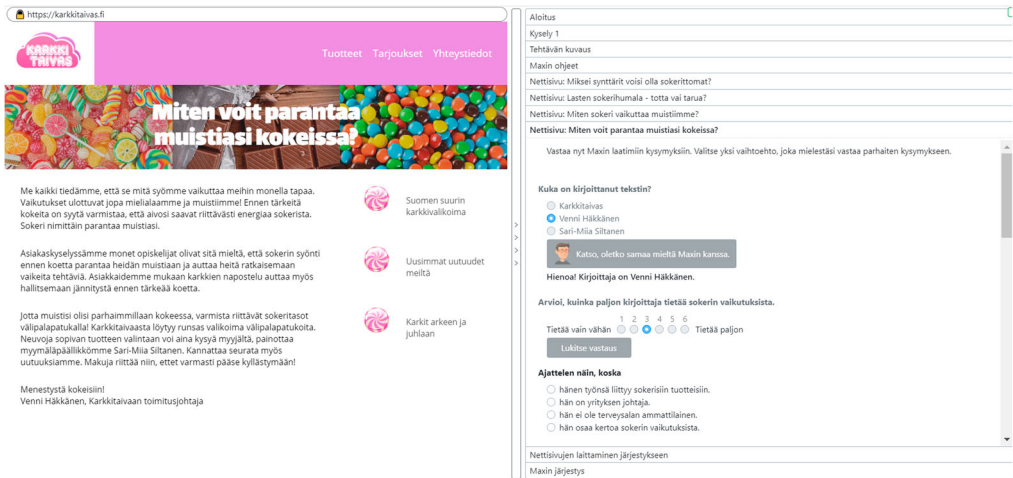 https://karkkitaivas.fi
KARKKI
TAIVAS
Tuotteet Tarjoukset Yhteystiedot
Miten voit parantaa
muistiasi kokeissa?
Me kaikki tiedämme, että se mitä syömme vaikuttaa meihin monella tapaa.
Vaikutukset ulottuvat jopa mielialaamme ja muistiimme! Ennen tärkeitä
kokeita on syytä varmistaa, että aivosi saavat riittävästi energiaa sokerista.
Sokeri nimittäin parantaa muistiasi.
Asiakaskyselyssämme monet opiskelijat olivat sitä mieltä, että sokerin syönti
ennen koetta parantaa heidän muistiaan ja auttaa heitä ratkaisemaan
vaikeita tehtäviä. Asiakkaidemme mukaan karkkien napostelu auttaa myös
hallitsemaan jännitystä ennen tärkeää koetta.
Jotta muistisi olisi parhaimmillaan kokeessa, varmista riittävät sokeritasot
välipalapatukalla! Karkkitaivaasta löytyy runsas valikoima välipalapatukoita.
Neuvoja sopivan tuotteen valintaan voi aina kysyä myyjältä, painottaa
myymäläpäällikkömme Sari-Miia Siltanen. Kannattaa seurata myös
uutuuksiamme. Makuja riittää niin, ettet varmasti pääse kyllästymään!
Menestystä kokeisiin!
Venni Häkkänen, Karkkitaivaan toimitusjohtaja
Suomen suurin
karkkivalikoima
Uusimmat uutuudet
meiltä
Karkit arkeen ja
juhlaan
Aloitus
Kysely 1
Tehtävän kuvaus
Maxin ohjeet
Nettisivu: Miksei synttärit voisi olla sokerittomat?
Nettisivu: Lasten sokerihumala - totta vai tarua?
Nettisivu: Miten sokeri vaikuttaa muistiimme?
Nettisivu: Miten voit parantaa muistiasi kokeissa?
Vastaa nyt Maxin laatimiin kysymyksiin. Valitse yksi vaihtoehto, joka mielestäsi vastaa parhaiten kysymykseen.
Kuka on kirjoittanut tekstin?
Karkkitaivas
Venni Häkkänen
Sari-Miia Siltanen
Katso, oletko samaa mieltä Maxin kanssa.
Hienoa! Kirjoittaja on Venni Häkkänen.
Arvioi, kuinka paljon kirjoittaja tietää sokerin vaikutuksista.
1 2 3 4 5 6
Tietää vain vähän Tietää paljon
Lukitse vastaus
Ajattelen näin, koska
hänen työnsä liittyy sokerisiin tuotteisiin.
hän on yrityksen johtaja.
hän ei ole terveysalan ammattilainen.
hän osaa kertoa sokerin vaikutuksista.
Nettisivujen laittaminen järjestykseen
Maxin järjestys